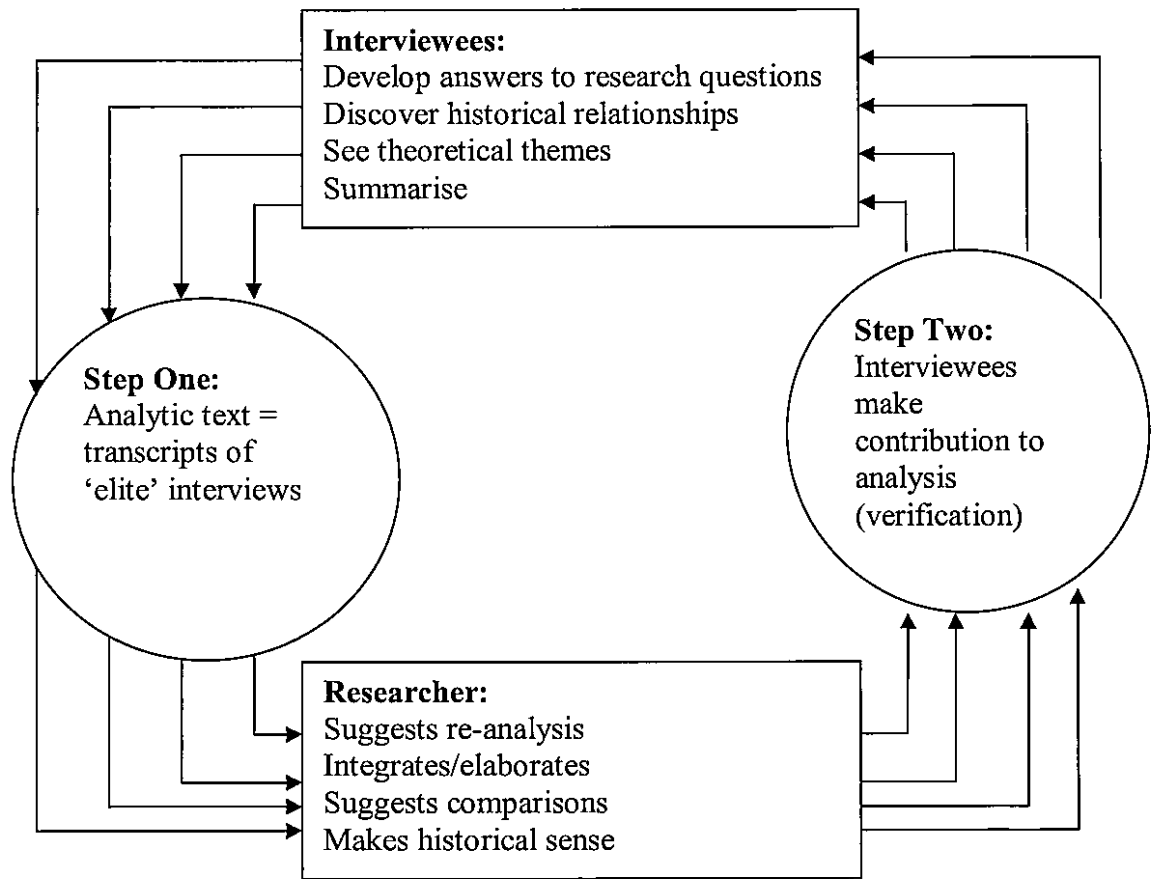 Interviewees:
Develop answers to research questions
Discover historical relationships
See theoretical themes
Summarise
Step One:
Analytic text =
transcripts of
‘elite’ interviews
Step Two:
Interviewees
make
contribution to
analysis
(verification)
Researcher:
Suggests re-analysis
Integrates/elaborates
Suggests comparisons
Makes historical sense